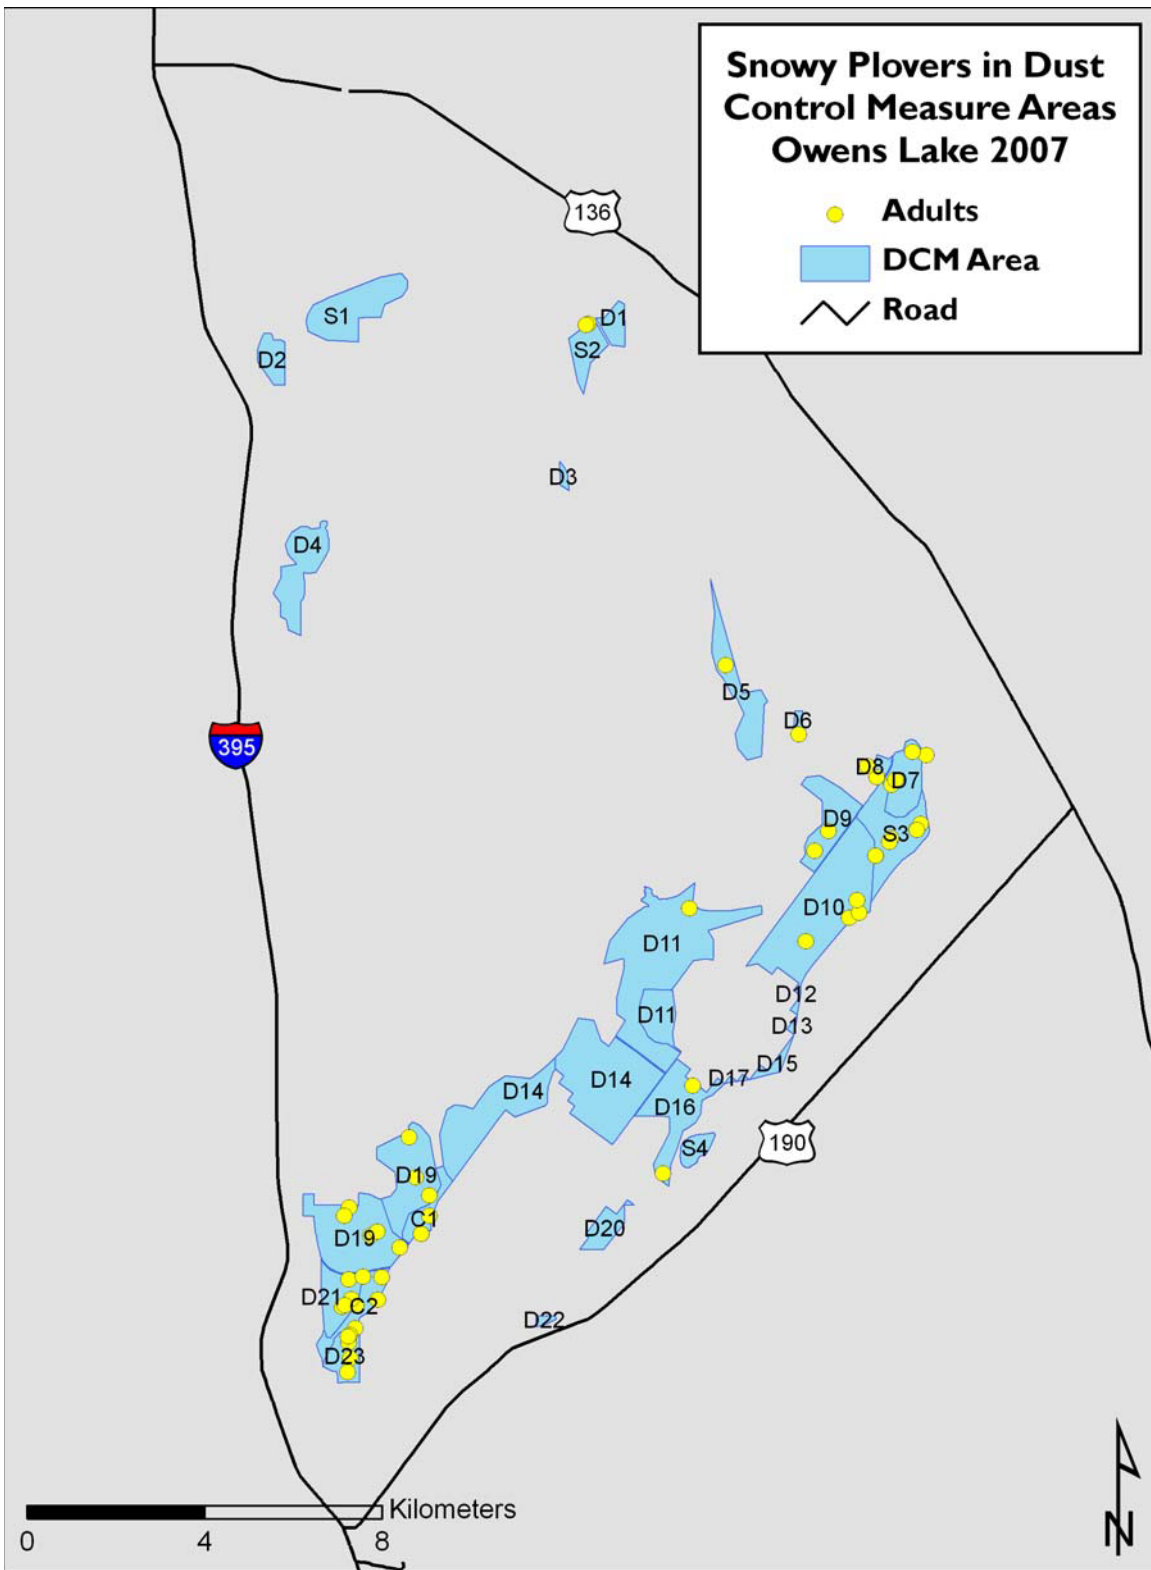 Snowy Plovers in Dust
Control Measure Areas
Owens Lake 2007
Adults
DCM Area
Road
136
S1
D1
D2
S2
D3
D4
D5
D6
395
D8
D7
D9
S3
D10
D11
D12
D11
D13
D15
D17
D14
D14
D16
190
S4
D19
C1
D20
D19
D21
C2
D22
D23
Kilometers
0 4 8
N